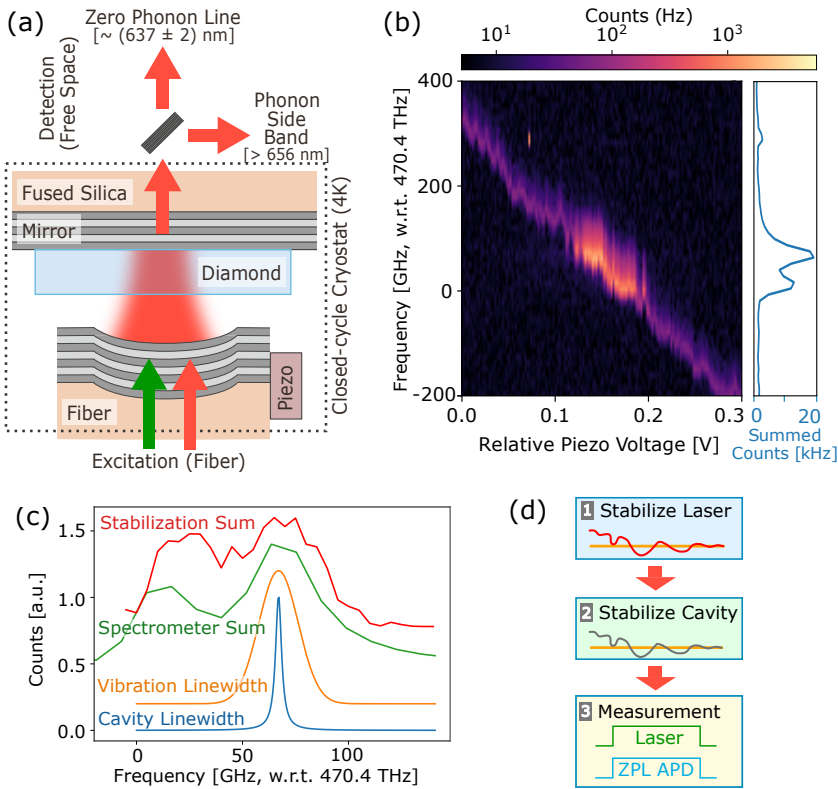 (a)
Zero Phonon Line
[~ (637 ± 2) nm]
Detection
(Free Space)
Phonon
Side
Band
[> 656 nm]
Fused Silica
Mirror
Diamond
Closed-cycle Cryostat (4K)
Piezo
Fiber
Excitation (Fiber)
(b)
Counts (Hz)
10¹
10²
10³
400
200
0
-200
Frequency [GHz, w.r.t. 470.4 THz]
0.0
0.1
0.2
0.3
Relative Piezo Voltage [V]
0
20
Summed
Counts [kHz]
(c)
1.5
1.0
0.5
0.0
Counts [a.u.]
Stabilization Sum
Spectrometer Sum
Vibration Linewidth
Cavity Linewidth
0
50
100
Frequency [GHz, w.r.t. 470.4 THz]
(d)
1 Stabilize Laser
2 Stabilize Cavity
3 Measurement
Laser
ZPL APD